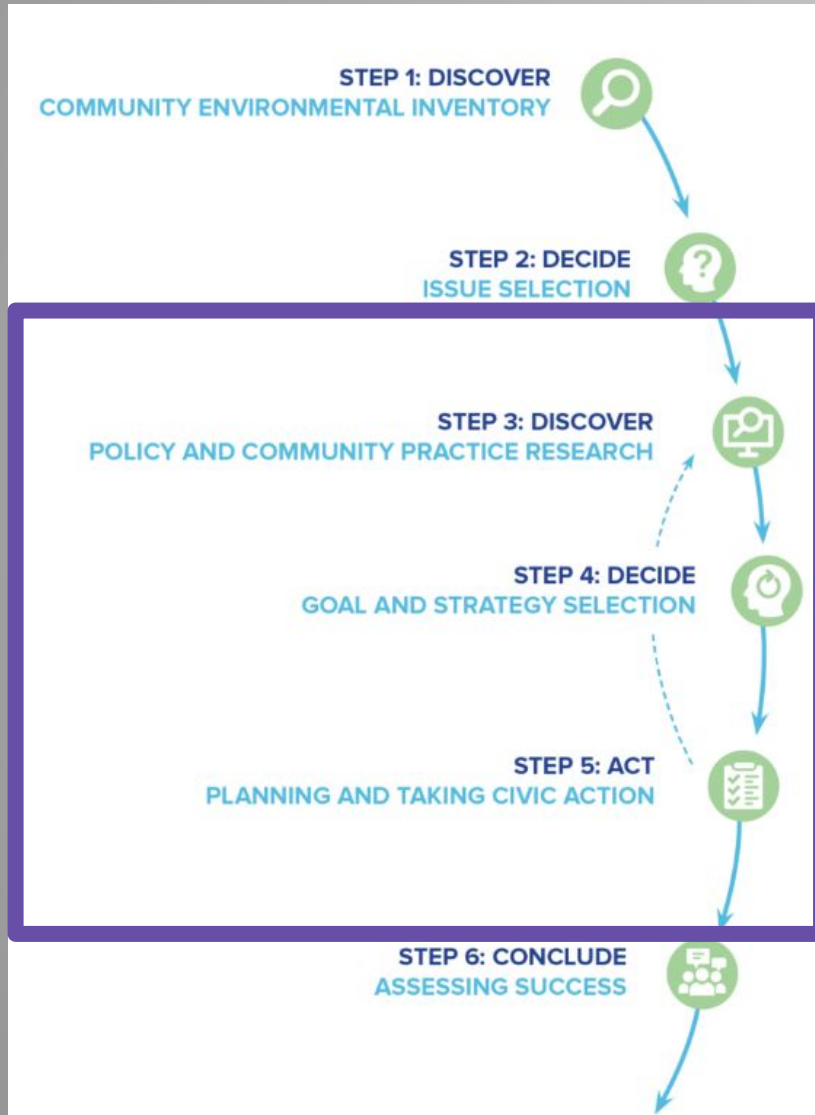 STEP 1: DISCOVER
COMMUNITY ENVIRONMENTAL INVENTORY
STEP 2: DECIDE
ISSUE SELECTION
STEP 3: DISCOVER
POLICY AND COMMUNITY PRACTICE RESEARCH
STEP 4: DECIDE
GOAL AND STRATEGY SELECTION
STEP 5: ACT
PLANNING AND TAKING CIVIC ACTION
STEP 6: CONCLUDE
ASSESSING SUCCESS